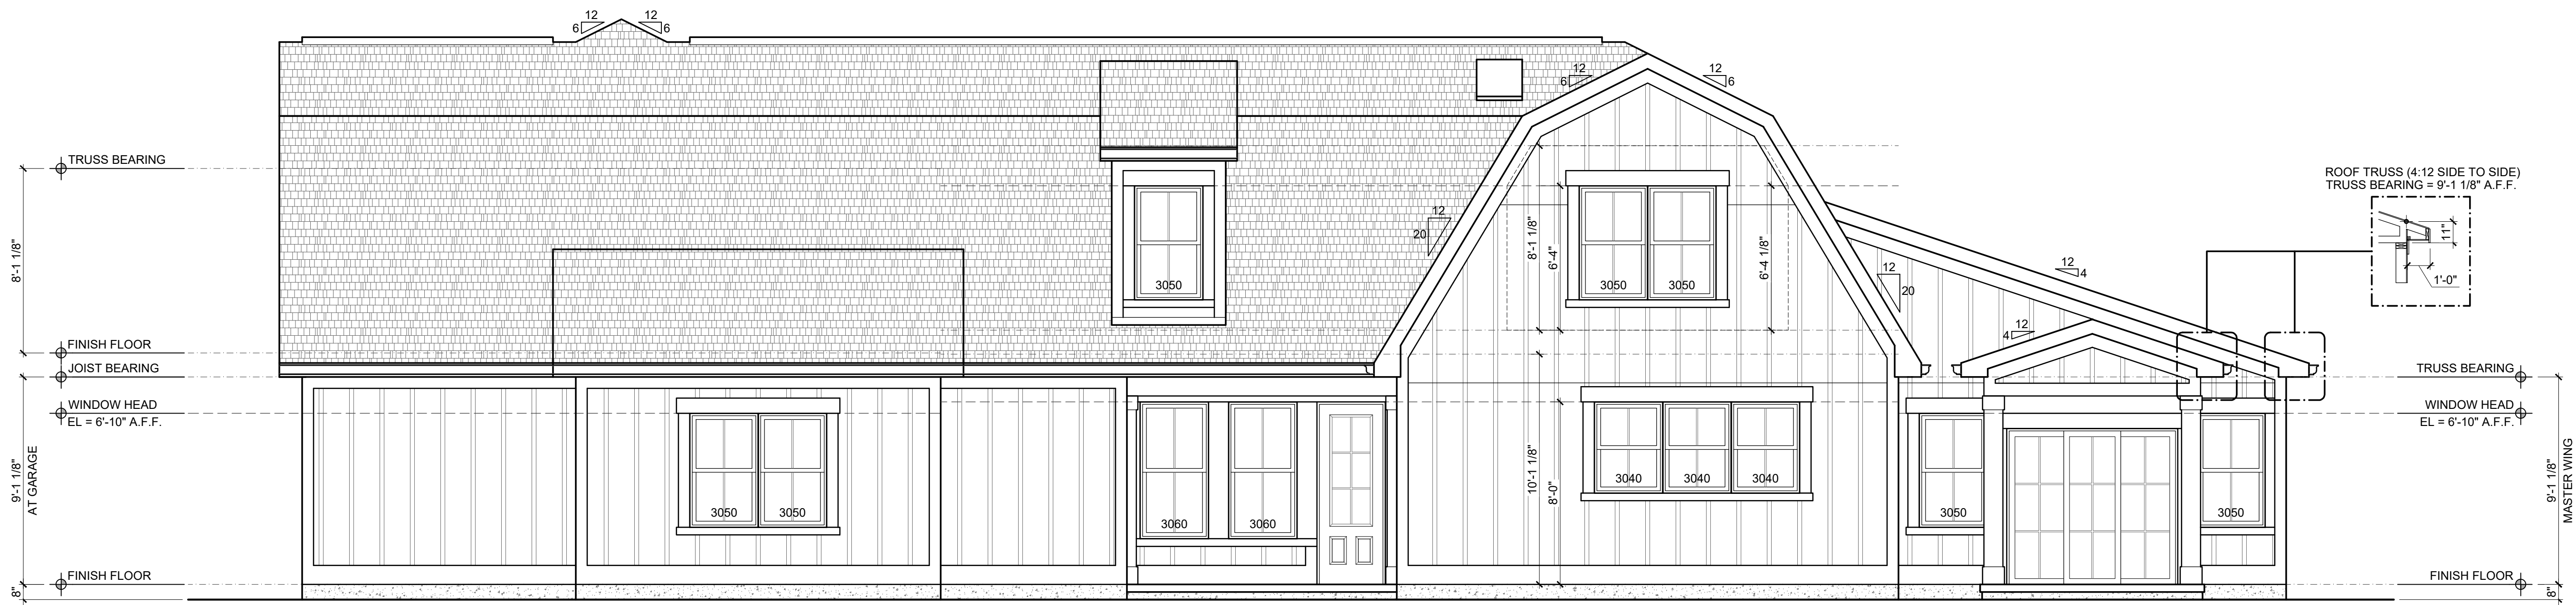 12
6
12
6
12
6
12
6
TRUSS BEARING
8'-1 1/8"
FINISH FLOOR
JOIST BEARING
WINDOW HEAD
EL = 6'-10" A.F.F.
9'-1 1/8"
AT GARAGE
FINISH FLOOR
8"
3050
3050
3050
3060
3060
12
20
8'-1 1/8"
6'-4"
6'-4 1/8"
3050
3050
10'-1 1/8"
8'-0"
3040
3040
3040
12
20
12
4
12
4
3050
3050
ROOF TRUSS (4:12 SIDE TO SIDE)
TRUSS BEARING = 9'-1 1/8" A.F.F.
11"
1'-0"
TRUSS BEARING
WINDOW HEAD
EL = 6'-10" A.F.F.
9'-1 1/8"
MASTER WING
FINISH FLOOR
8"